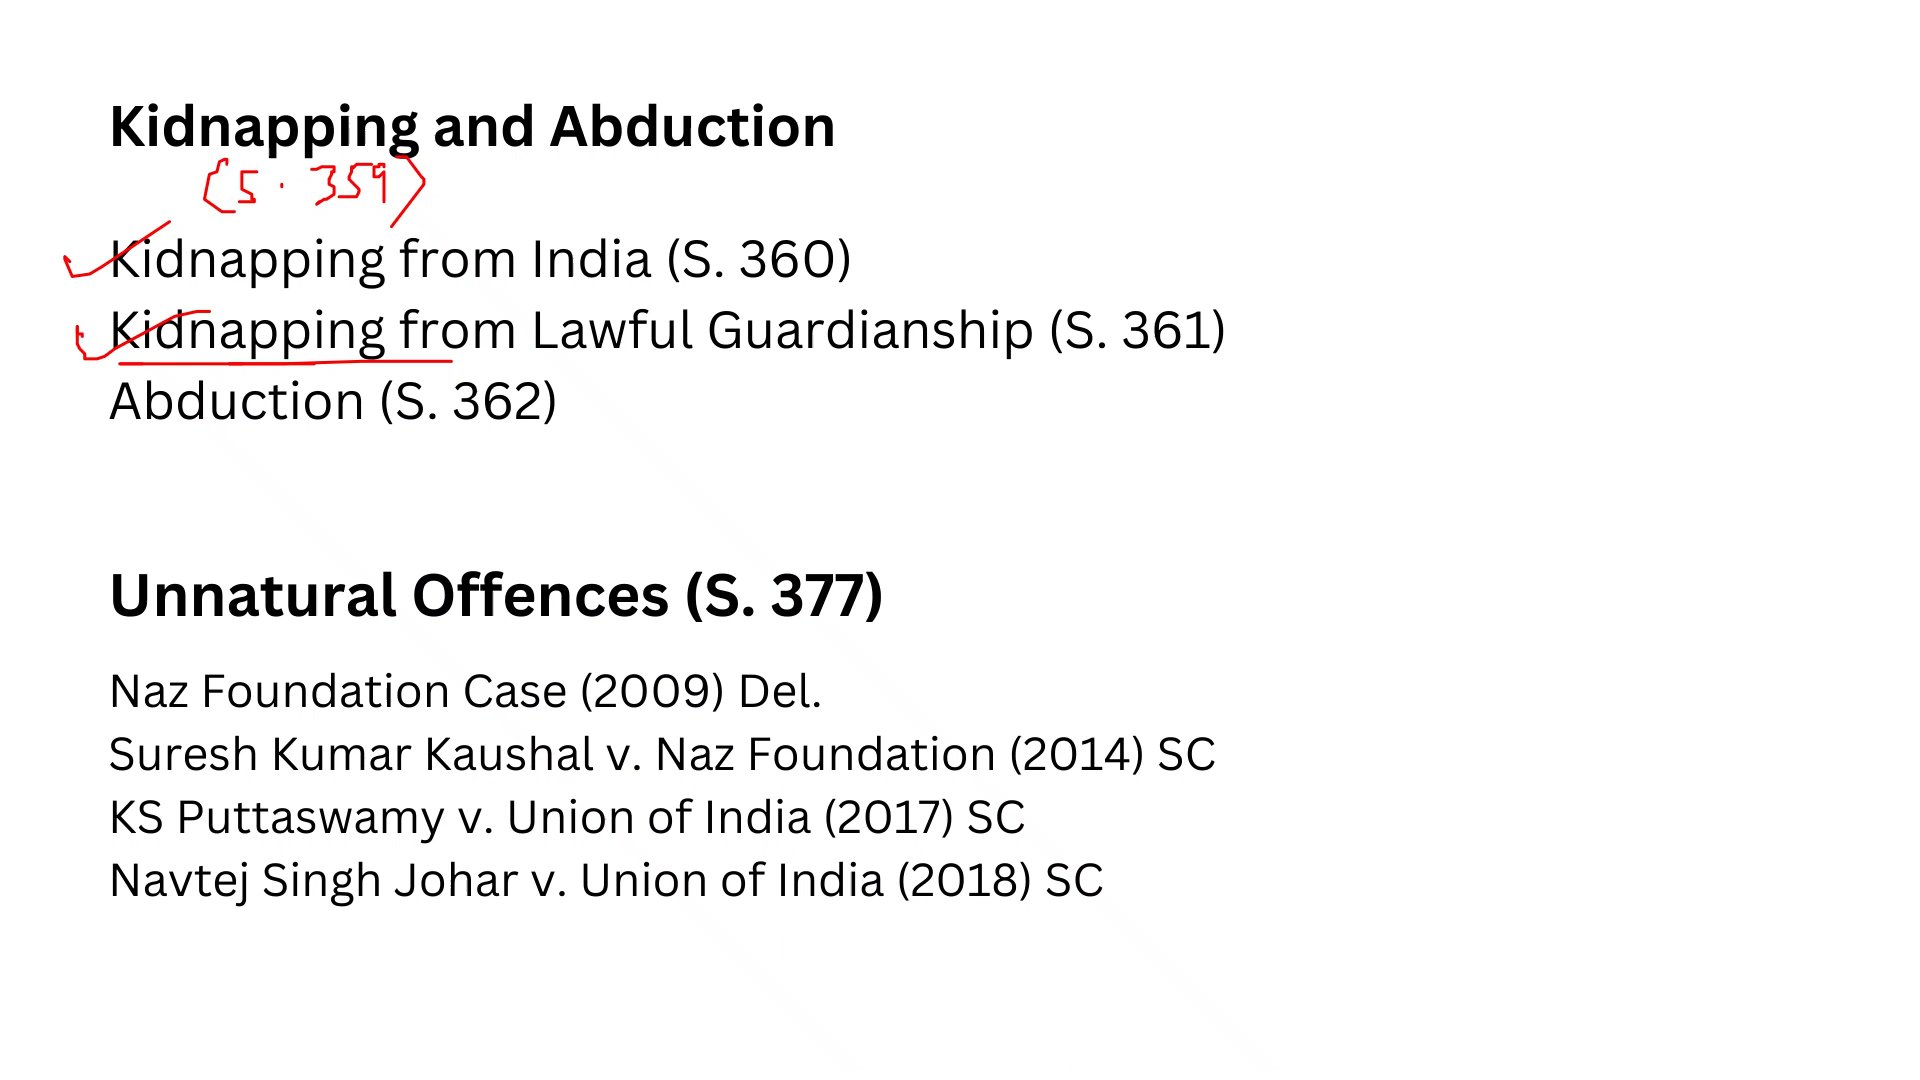 Kidnapping and Abduction
(S. 359)
Kidnapping from India (S. 360)
Kidnapping from Lawful Guardianship (S. 361)
Abduction (S. 362)
Unnatural Offences (S. 377)
Naz Foundation Case (2009) Del.
Suresh Kumar Kaushal v. Naz Foundation (2014) SC
KS Puttaswamy v. Union of India (2017) SC
Navtej Singh Johar v. Union of India (2018) SC